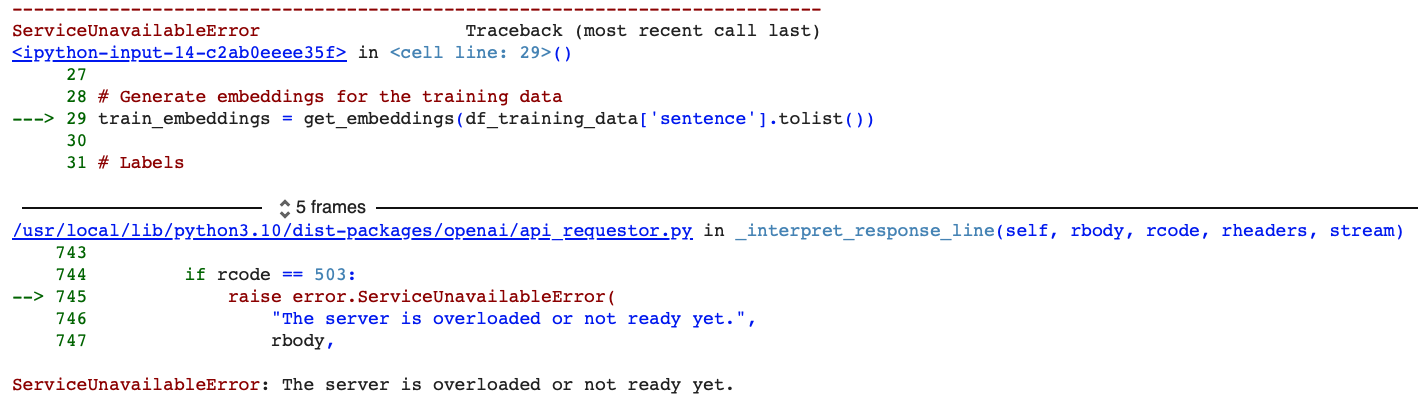 ---------------------------------------------------------------------------
ServiceUnavailableError                   Traceback (most recent call last)
<ipython-input-14-c2ab0eeee35f> in <cell line: 29>()
     27
     28 # Generate embeddings for the training data
---> 29 train_embeddings = get_embeddings(df_training_data['sentence'].tolist())
     30
     31 # Labels
5 frames
/usr/local/lib/python3.10/dist-packages/openai/api_requestor.py in _interpret_response_line(self, rbody, rcode, rheaders, stream)
    743
    744         if rcode == 503:
--> 745             raise error.ServiceUnavailableError(
    746                 "The server is overloaded or not ready yet.",
    747                 rbody,
ServiceUnavailableError: The server is overloaded or not ready yet.